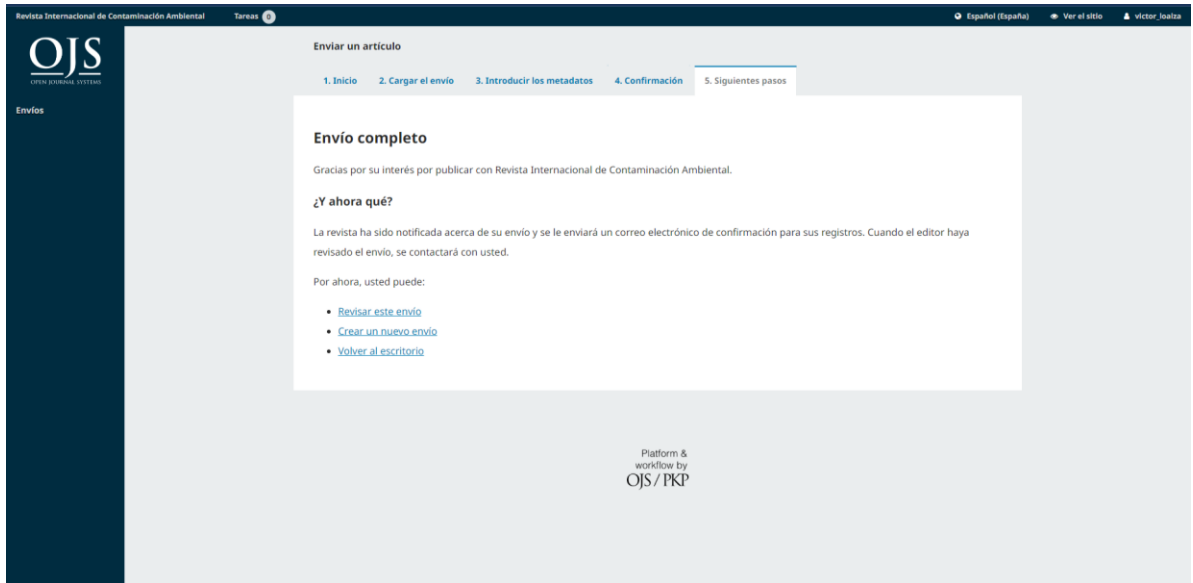 Revista Internacional de Contaminación Ambiental Tareas 0 Español (España) Ver el sitio victor_loaiza
OJS
OPEN JOURNAL SYSTEMS
Envíos
Enviar un artículo
1. Inicio 2. Cargar el envío 3. Introducir los metadatos 4. Confirmación 5. Siguientes pasos
Envío completo
Gracias por su interés por publicar con Revista Internacional de Contaminación Ambiental.
¿Y ahora qué?
La revista ha sido notificada acerca de su envío y se le enviará un correo electrónico de confirmación para sus registros. Cuando el editor haya
revisado el envío, se contactará con usted.
Por ahora, usted puede:
• Revisar este envío
• Crear un nuevo envío
• Volver al escritorio
Platform &
workflow by
OJS / PKP